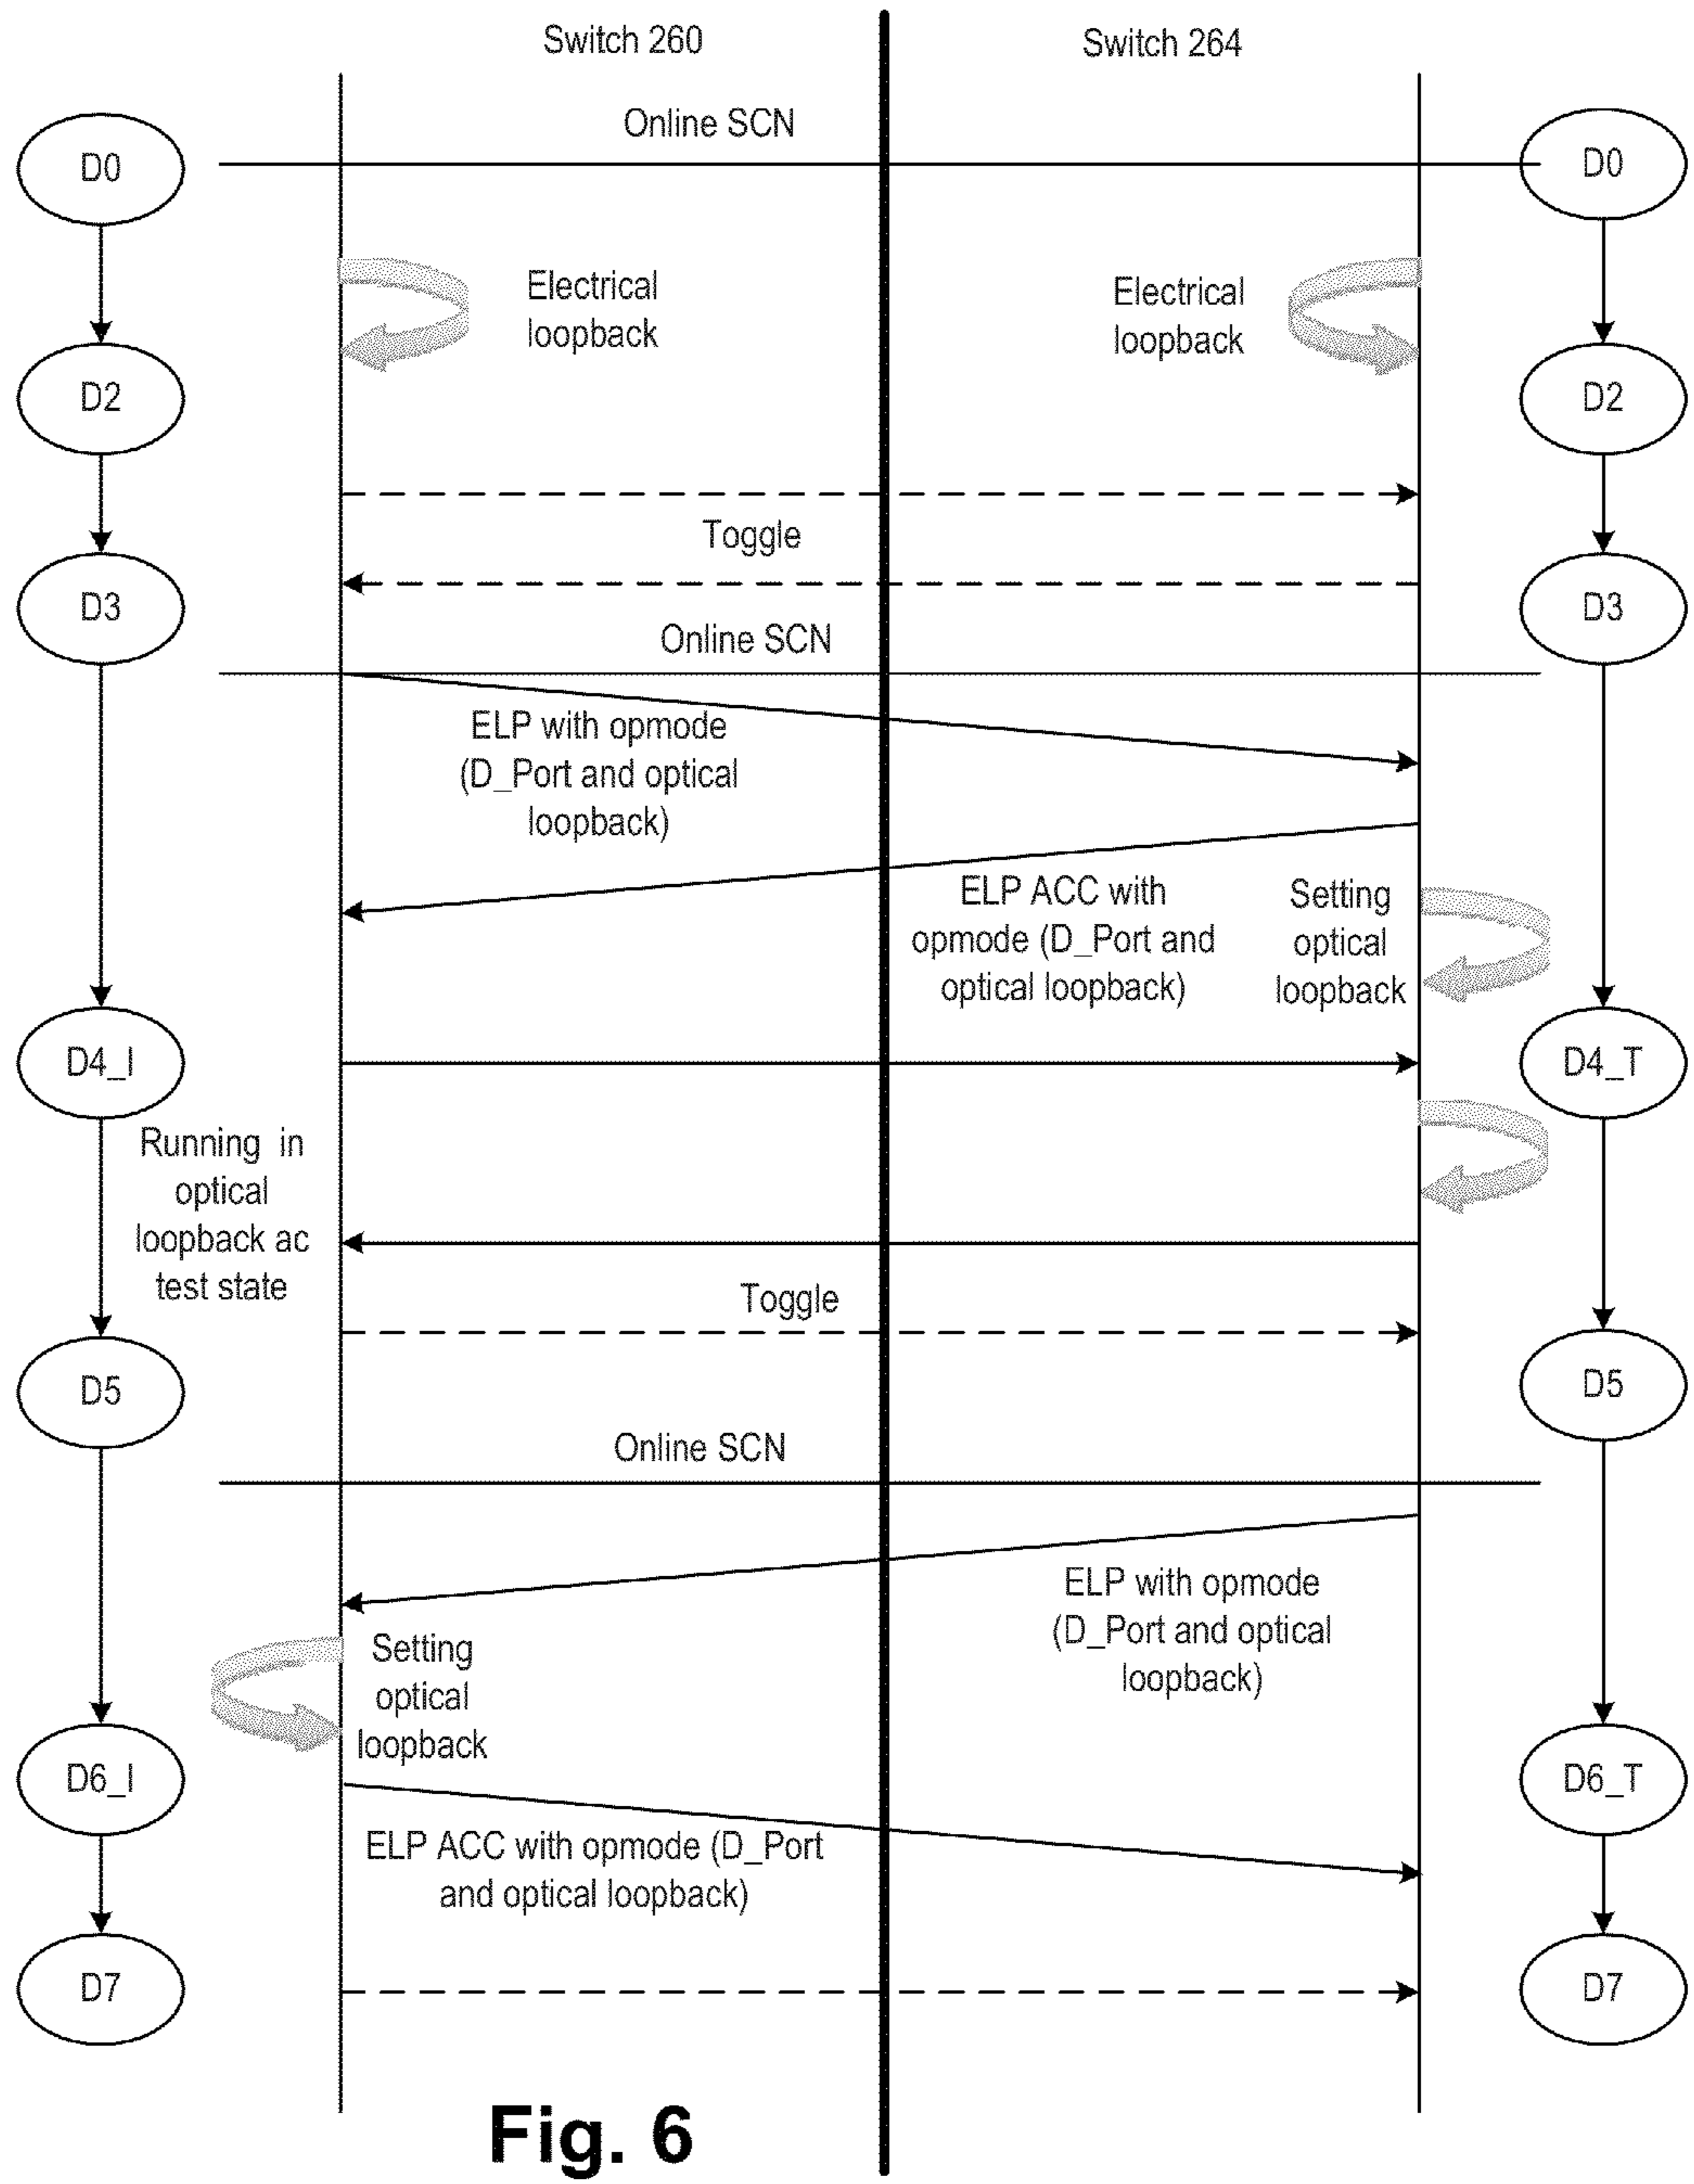 Switch 260
Switch 264
Online SCN
D0
D0
Electrical
loopback
Electrical
loopback
D2
D2
Toggle
D3
D3
Online SCN
ELP with opmode
(D_Port and optical
loopback)
ELP ACC with
opmode (D_Port and
optical loopback)
Setting
optical
loopback
D4_I
D4_T
Running in
optical
loopback ac
test state
Toggle
D5
D5
Online SCN
ELP with opmode
(D_Port and optical
loopback)
Setting
optical
loopback
D6_I
D6_T
ELP ACC with opmode (D_Port
and optical loopback)
D7
D7
Fig. 6